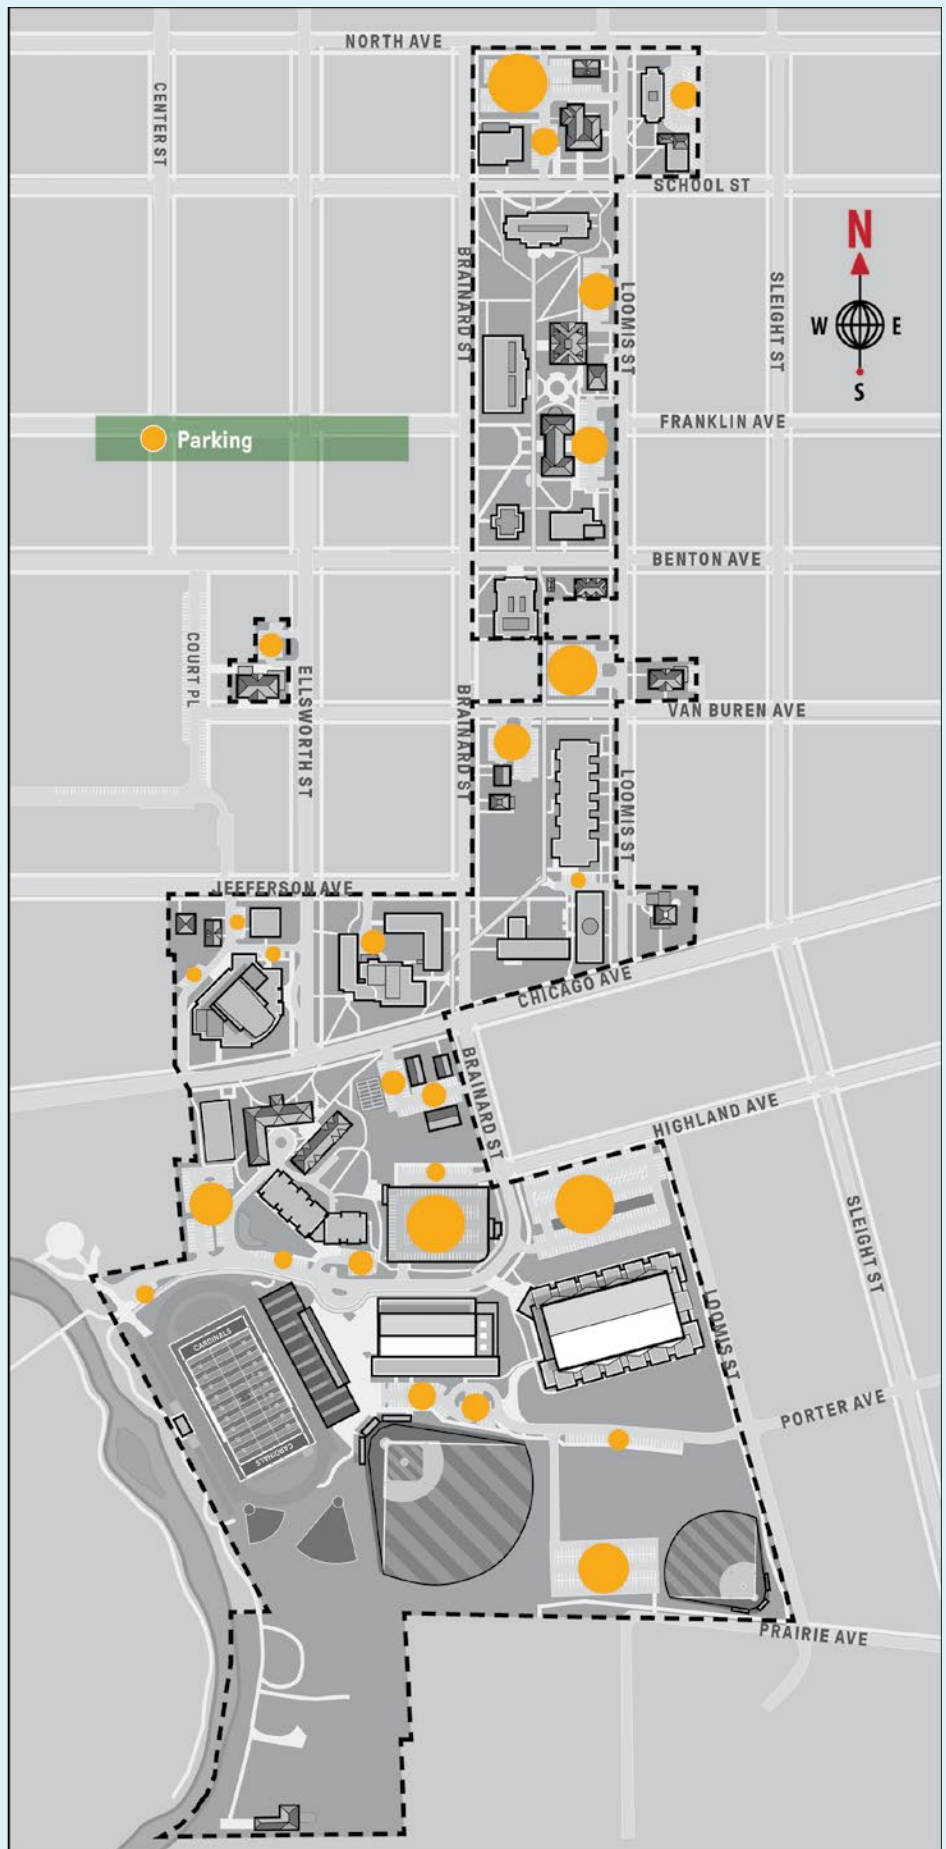 NORTH AVE
CENTER ST
SCHOOL ST
N
W
E
S
BRAINARD ST
LOOMIS ST
SLEIGHT ST
FRANKLIN AVE
Parking
BENTON AVE
COURT PL
ELLSWORTH ST
BRAINARD ST
VAN BUREN AVE
LOOMIS ST
JEFFERSON AVE
CHICAGO AVE
BRAINARD ST
HIGHLAND AVE
SLEIGHT ST
LOOMIS ST
CARDINALS
CARDINALS
PORTER AVE
PRAIRIE AVE